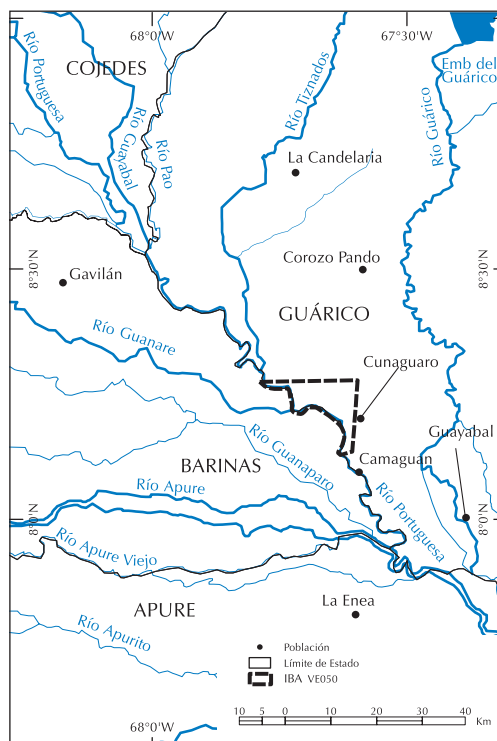 68°0'W
67°30'W
COJEDES
Río Portuguesa
Río Guayabal
Río Pao
Río Tiznados
Río Guárico
Emb del
Guárico
La Candelaria
8°30'N
Gavilán
Corozo Pando
8°30'N
GUÁRICO
Río Guanare
Cunaguaro
Guayabal
Río Guanaparo
BARINAS
Camaguán
Río Apure
Río Portuguesa
8°0'N
8°0'N
Río Apure Viejo
APURE
La Enea
Río Apurito
Población
Límite de Estado
IBA VE050
68°0'W
10 5 0 10 20 30 40
Km